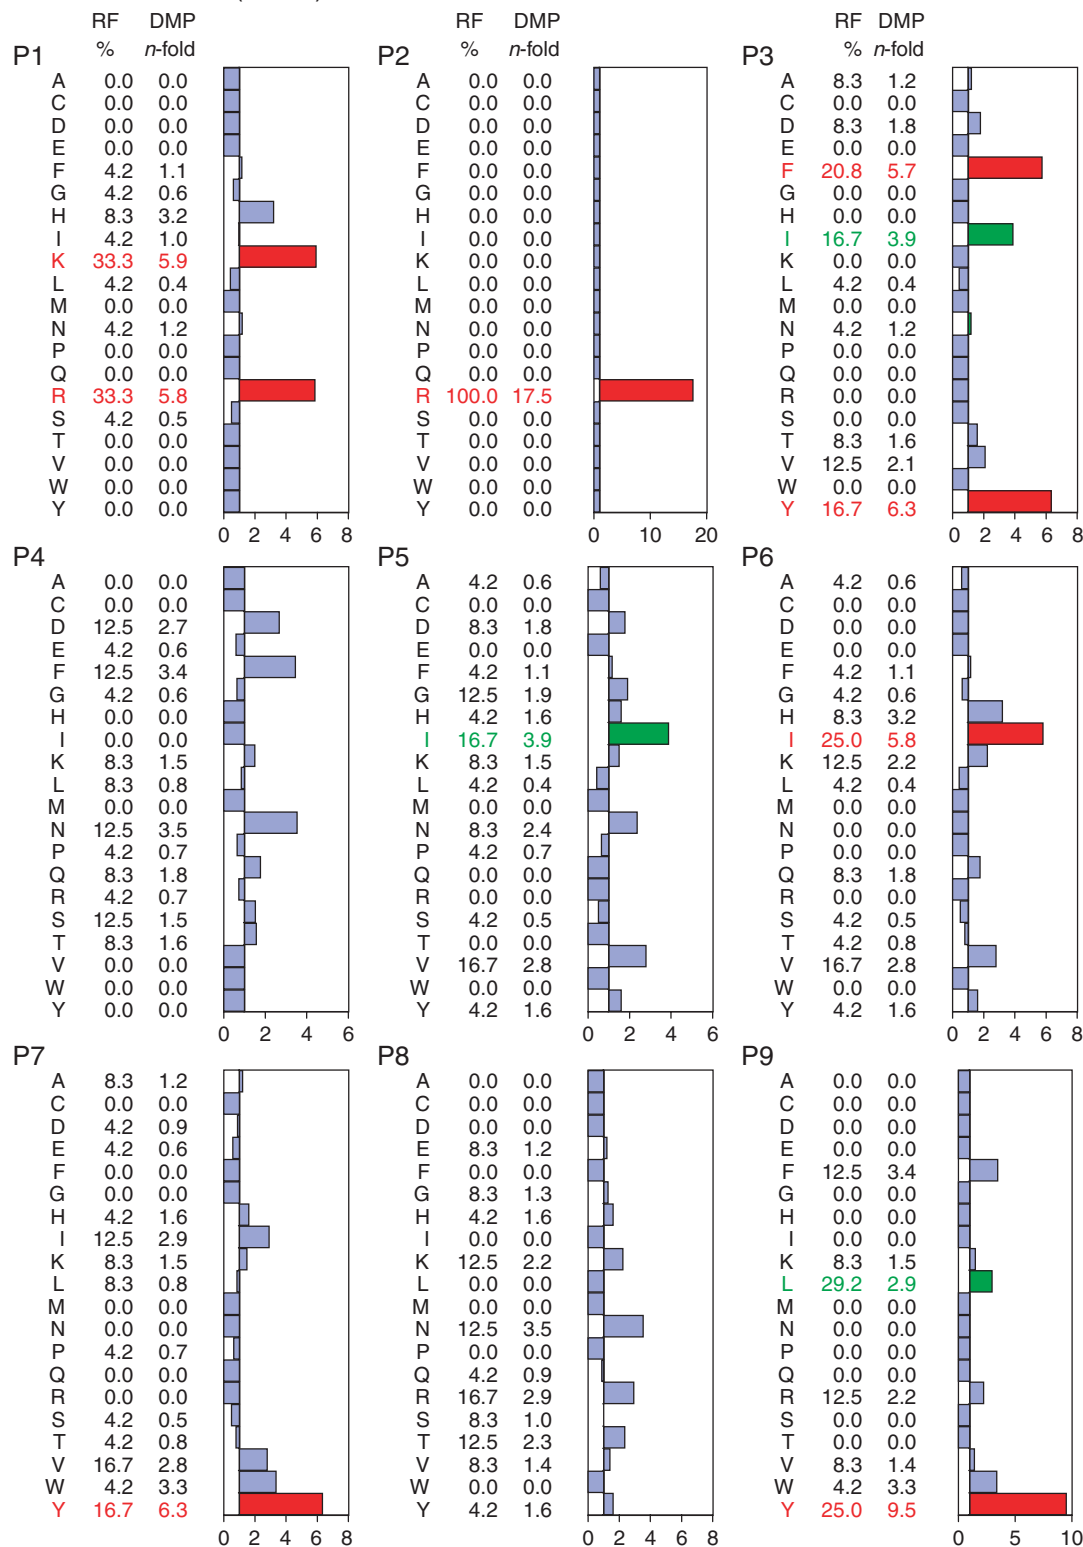 RF DMP RF DMP RF DMP
P1 % n-fold P2 % n-fold P3 % n-fold
A 0.0 0.0 A 0.0 0.0 A 8.3 1.2
C 0.0 0.0 C 0.0 0.0 C 0.0 0.0
D 0.0 0.0 D 0.0 0.0 D 8.3 1.8
E 0.0 0.0 E 0.0 0.0 E 0.0 0.0
F 4.2 1.1 F 0.0 0.0 F 20.8 5.7
G 4.2 0.6 G 0.0 0.0 G 0.0 0.0
H 8.3 3.2 H 0.0 0.0 H 0.0 0.0
I 4.2 1.0 I 0.0 0.0 I 16.7 3.9
K 33.3 5.9 K 0.0 0.0 K 0.0 0.0
L 4.2 0.4 L 0.0 0.0 L 4.2 0.4
M 0.0 0.0 M 0.0 0.0 M 0.0 0.0
N 4.2 1.2 N 0.0 0.0 N 4.2 1.2
P 0.0 0.0 P 0.0 0.0 P 0.0 0.0
Q 0.0 0.0 Q 0.0 0.0 Q 0.0 0.0
R 33.3 5.8 R 100.0 17.5 R 0.0 0.0
S 4.2 0.5 S 0.0 0.0 S 0.0 0.0
T 0.0 0.0 T 0.0 0.0 T 8.3 1.6
V 0.0 0.0 V 0.0 0.0 V 12.5 2.1
W 0.0 0.0 W 0.0 0.0 W 0.0 0.0
Y 0.0 0.0 Y 0.0 0.0 Y 16.7 6.3
0 2 4 6 8 0 10 20 0 2 4 6 8
P4 P5 P6
A 0.0 0.0 A 4.2 0.6 A 4.2 0.6
C 0.0 0.0 C 0.0 0.0 C 0.0 0.0
D 12.5 2.7 D 8.3 1.8 D 0.0 0.0
E 4.2 0.6 E 0.0 0.0 E 0.0 0.0
F 12.5 3.4 F 4.2 1.1 F 4.2 1.1
G 4.2 0.6 G 12.5 1.9 G 4.2 0.6
H 0.0 0.0 H 4.2 1.6 H 8.3 3.2
I 0.0 0.0 I 16.7 3.9 I 25.0 5.8
K 8.3 1.5 K 8.3 1.5 K 12.5 2.2
L 8.3 0.8 L 4.2 0.4 L 4.2 0.4
M 0.0 0.0 M 0.0 0.0 M 0.0 0.0
N 12.5 3.5 N 8.3 2.4 N 0.0 0.0
P 4.2 0.7 P 4.2 0.7 P 0.0 0.0
Q 8.3 1.8 Q 0.0 0.0 Q 8.3 1.8
R 4.2 0.7 R 0.0 0.0 R 0.0 0.0
S 12.5 1.5 S 4.2 0.5 S 4.2 0.5
T 8.3 1.6 T 0.0 0.0 T 4.2 0.8
V 0.0 0.0 V 16.7 2.8 V 16.7 2.8
W 0.0 0.0 W 0.0 0.0 W 0.0 0.0
Y 0.0 0.0 Y 4.2 1.6 Y 4.2 1.6
0 2 4 6 0 2 4 6 0 2 4 6 8
P7 P8 P9
A 8.3 1.2 A 0.0 0.0 A 0.0 0.0
C 0.0 0.0 C 0.0 0.0 C 0.0 0.0
D 4.2 0.9 D 0.0 0.0 D 0.0 0.0
E 4.2 0.6 E 8.3 1.2 E 0.0 0.0
F 0.0 0.0 F 0.0 0.0 F 12.5 3.4
G 0.0 0.0 G 8.3 1.3 G 0.0 0.0
H 4.2 1.6 H 4.2 1.6 H 0.0 0.0
I 12.5 2.9 I 0.0 0.0 I 0.0 0.0
K 8.3 1.5 K 12.5 2.2 K 8.3 1.5
L 8.3 0.8 L 0.0 0.0 L 29.2 2.9
M 0.0 0.0 M 0.0 0.0 M 0.0 0.0
N 0.0 0.0 N 12.5 3.5 N 0.0 0.0
P 4.2 0.7 P 0.0 0.0 P 0.0 0.0
Q 0.0 0.0 Q 4.2 0.9 Q 0.0 0.0
R 0.0 0.0 R 16.7 2.9 R 12.5 2.2
S 4.2 0.5 S 8.3 1.0 S 0.0 0.0
T 4.2 0.8 T 12.5 2.3 T 0.0 0.0
V 16.7 2.8 V 8.3 1.4 V 8.3 1.4
W 4.2 3.3 W 0.0 0.0 W 4.2 3.3
Y 16.7 6.3 Y 4.2 1.6 Y 25.0 9.5
0 2 4 6 8 0 2 4 6 8 0 5 10